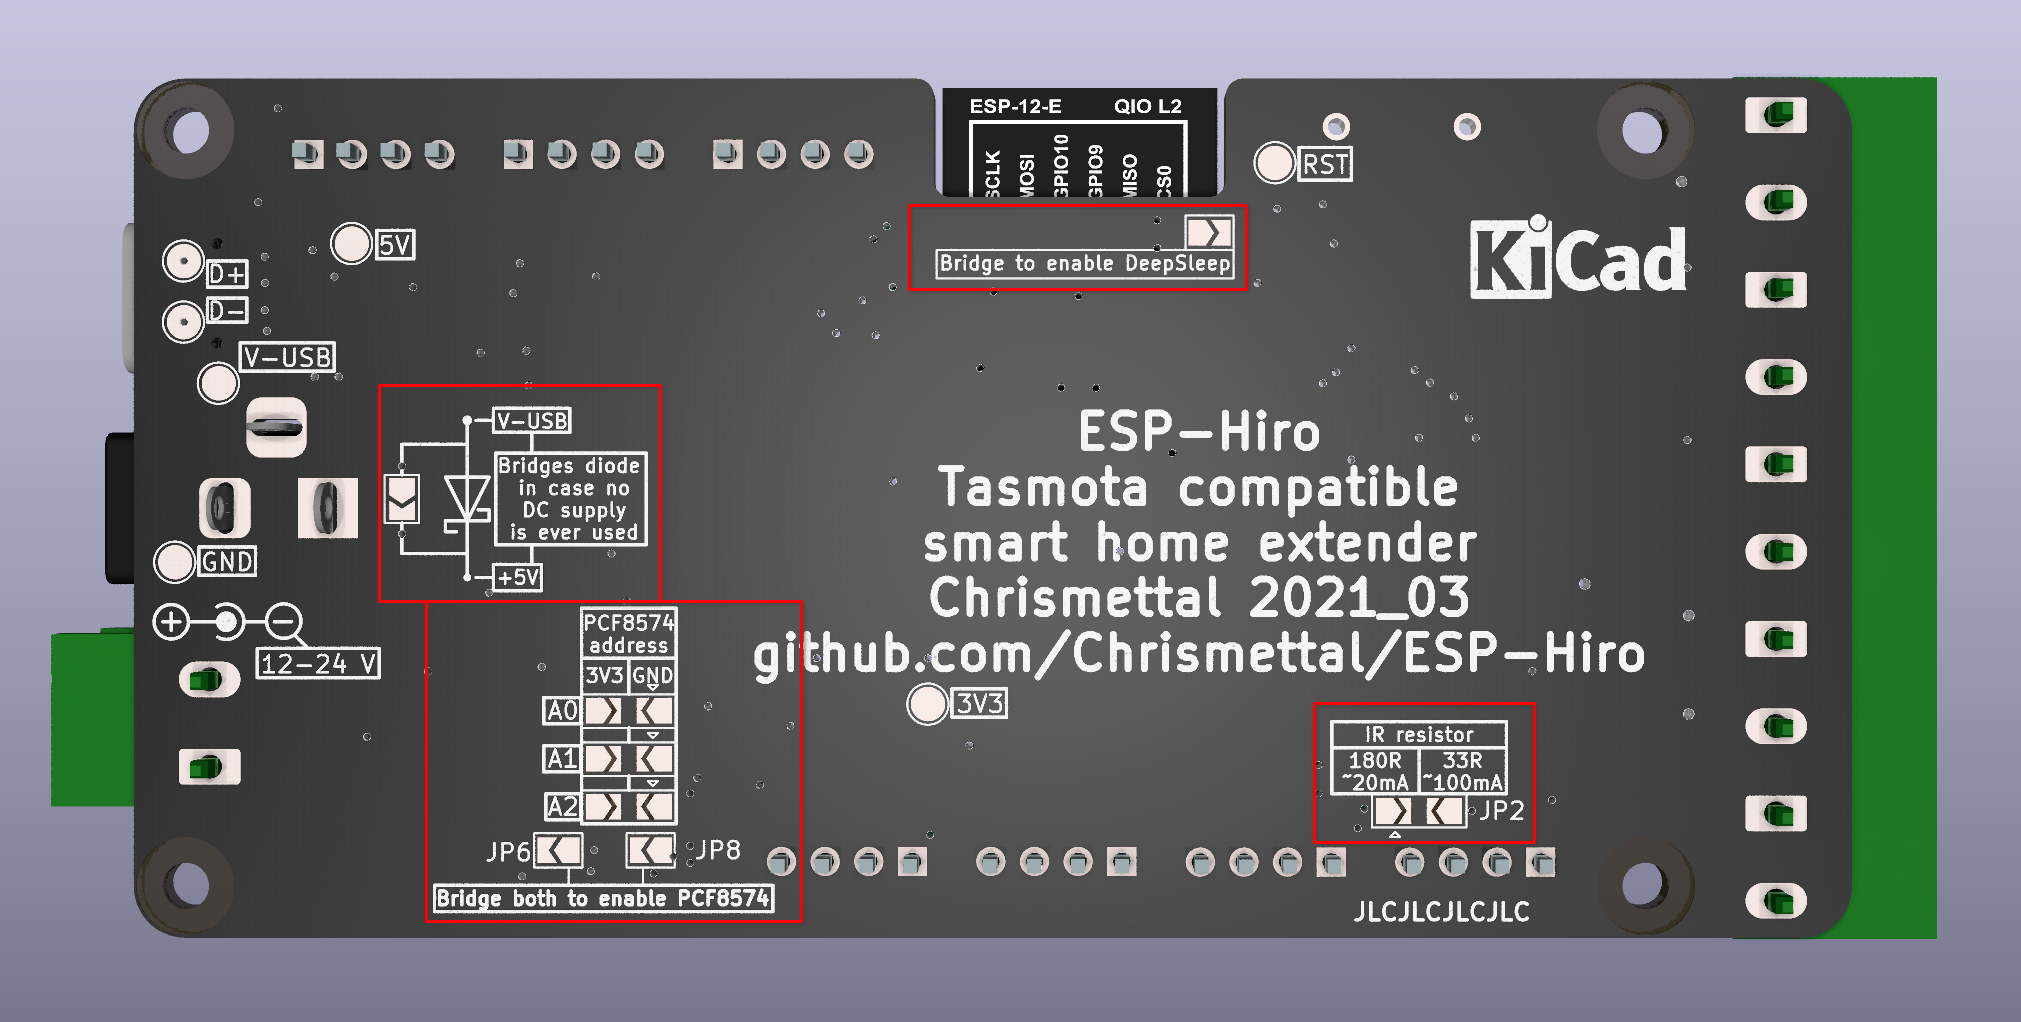 ESP-12-E QIO L2
SCLK
MOSI
GPIO10
GPIO9
MISO
CS0
RST
5V
D+
D-
V-USB
KiCad
Bridge to enable DeepSleep
V-USB
Bridges diode
in case no
DC supply
is ever used
+5V
GND
12-24 V
ESP-Hiro
Tasmota compatible
smart home extender
Chrismettal 2021_03
github.com/Chrismettal/ESP-Hiro
PCF8574
address
3V3 GND
A0
A1
A2
JP6 JP8
Bridge both to enable PCF8574
3V3
IR resistor
180R 33R
~20mA ~100mA
JP2
JLCJLCJLCJLC